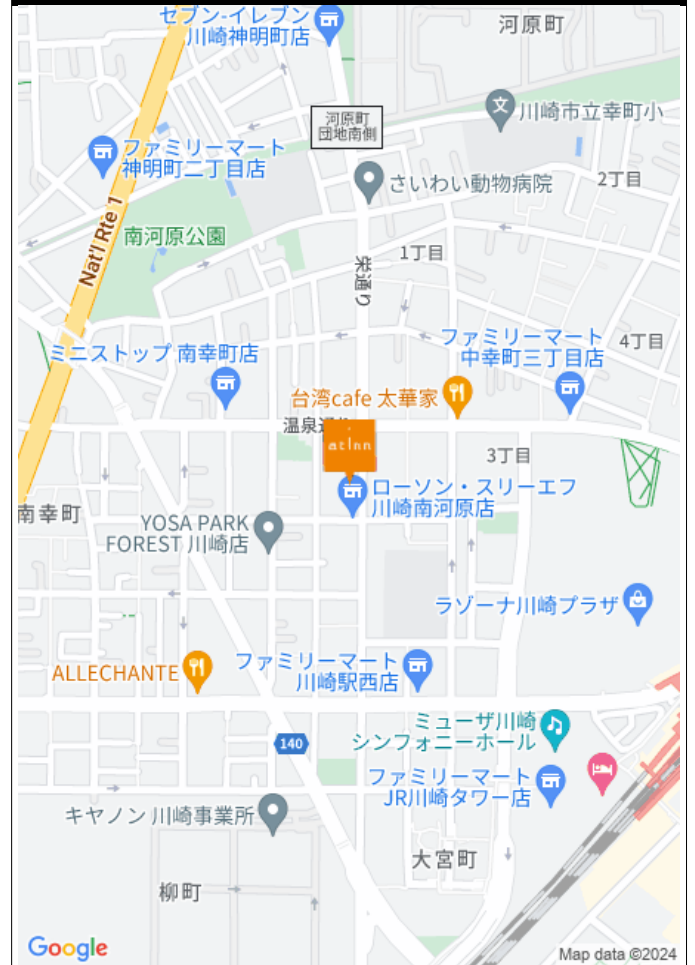 セブン-イレブン
川崎神明町店
河原町
河原町
団地南側
川崎市立幸町小
ファミリーマート
神明町二丁目店
さいわい動物病院
2丁目
Nat'l Rte 1
南河原公園
栄通り
1丁目
ミニストップ 南幸町店
ファミリーマート
中幸町三丁目店
4丁目
台湾cafe 太華家
温泉通
at inn
3丁目
ローソン・スリーエフ
川崎南河原店
南幸町
YOSA PARK
FOREST 川崎店
ラゾーナ川崎プラザ
ALLECHANTE
ファミリーマート
川崎駅西店
ミューザ川崎
シンフォニーホール
140
ファミリーマート
JR川崎タワー店
キヤノン 川崎事業所
大宮町
柳町
Google
Map data ©2024